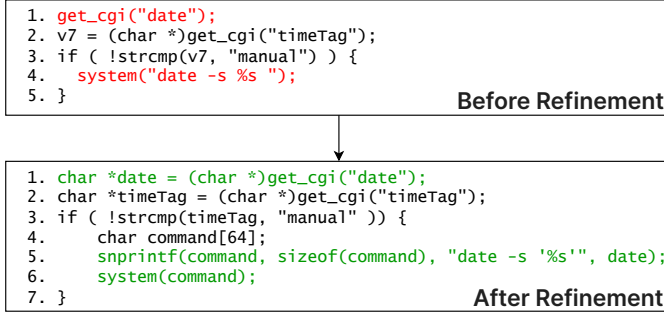 1. get_cgi("date");
2. v7 = (char *)get_cgi("timeTag");
3. if ( !strcmp(v7, "manual") ) {
4. system("date -s %s ");
5. }
Before Refinement
1. char *date = (char *)get_cgi("date");
2. char *timeTag = (char *)get_cgi("timeTag");
3. if ( !strcmp(timeTag, "manual" )) {
4. char command[64];
5. snprintf(command, sizeof(command), "date -s '%s'", date);
6. system(command);
7. }
After Refinement